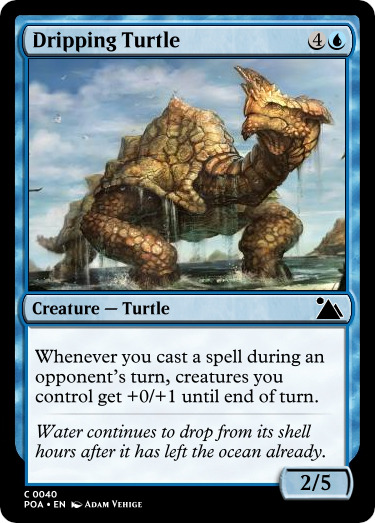 Dripping Turtle 4
Creature — Turtle
Whenever you cast a spell during an
opponent's turn, creatures you
control get +0/+1 until end of turn.
Water continues to drop from its shell
hours after it has left the ocean already.
2/5
C 0040
POA • EN Adam Vehige